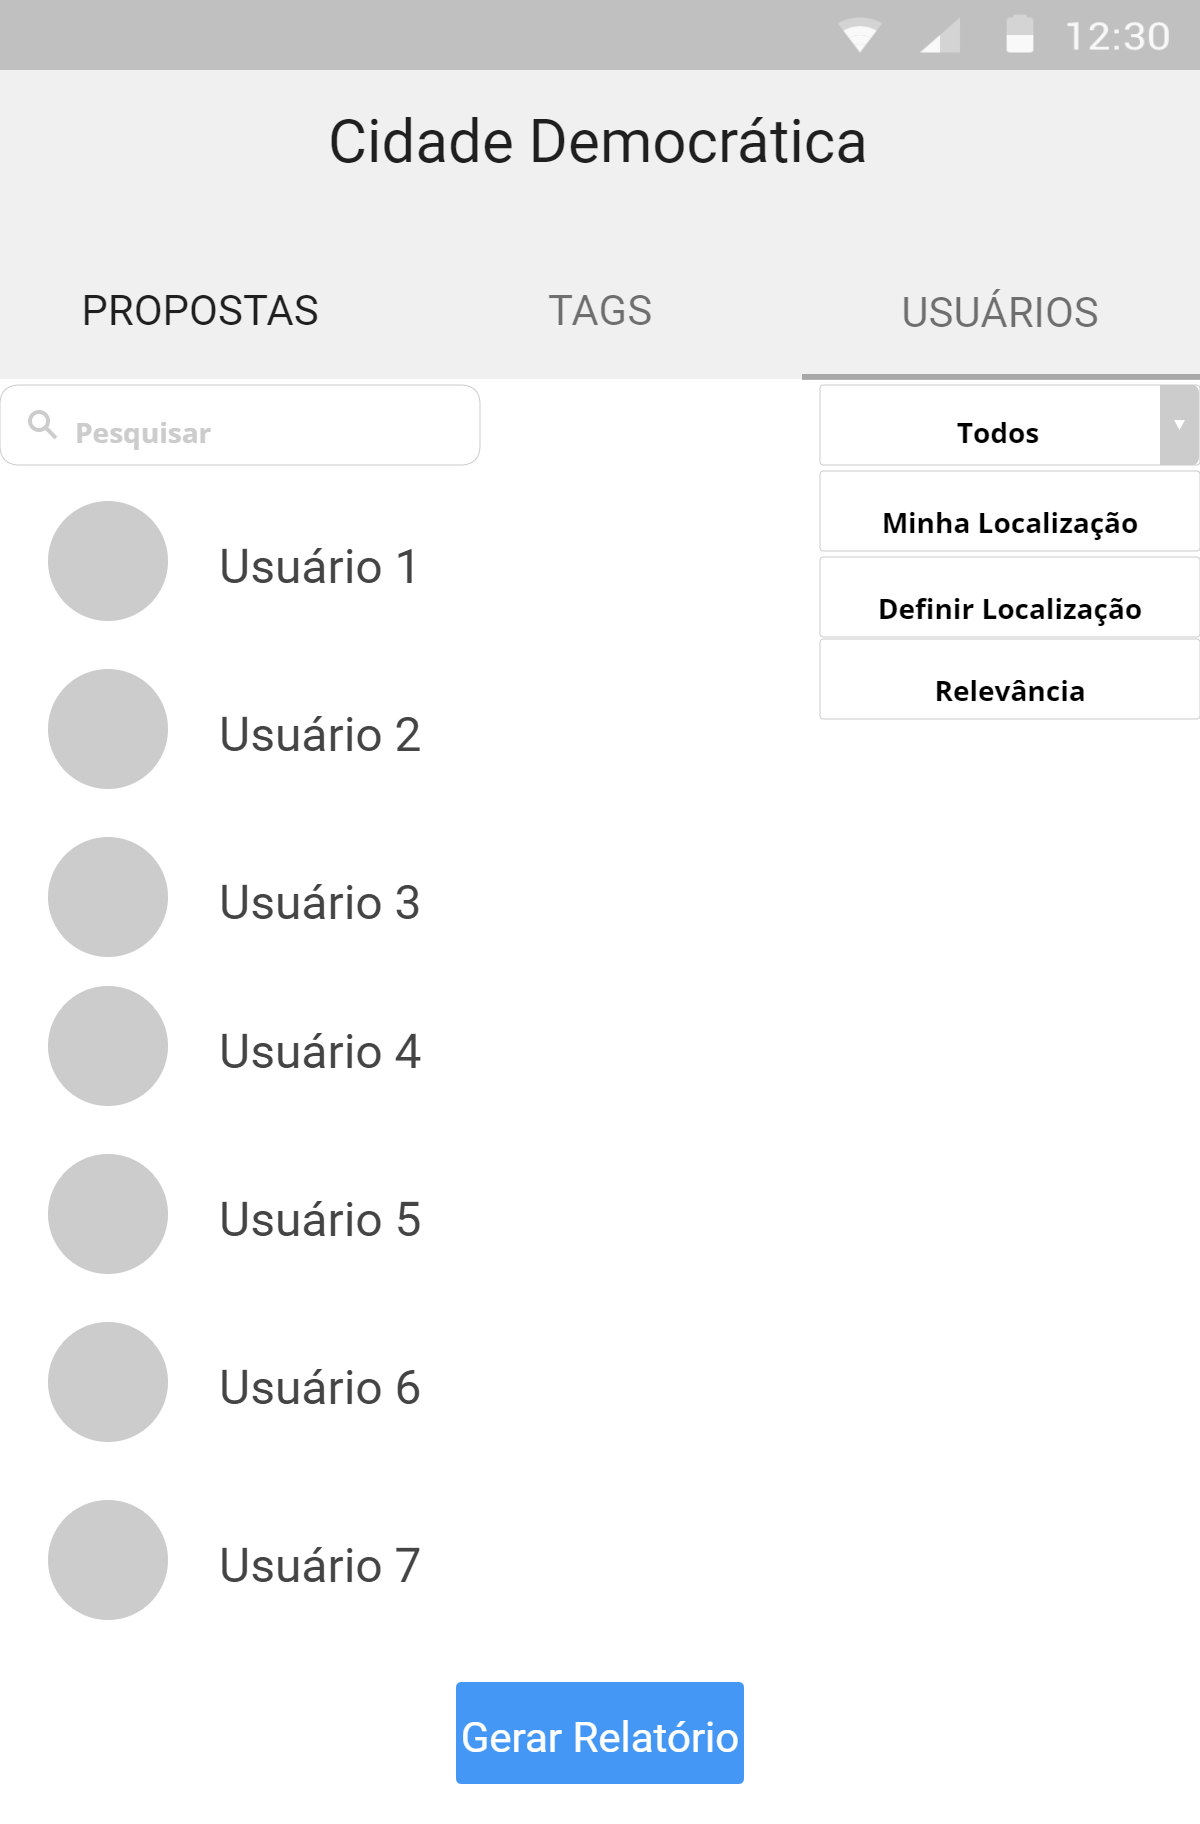 12:30
Cidade Democrática
PROPOSTAS
TAGS
USUÁRIOS
Pesquisar
Todos
Minha Localização
Definir Localização
Relevância
Usuário 1
Usuário 2
Usuário 3
Usuário 4
Usuário 5
Usuário 6
Usuário 7
Gerar Relatório